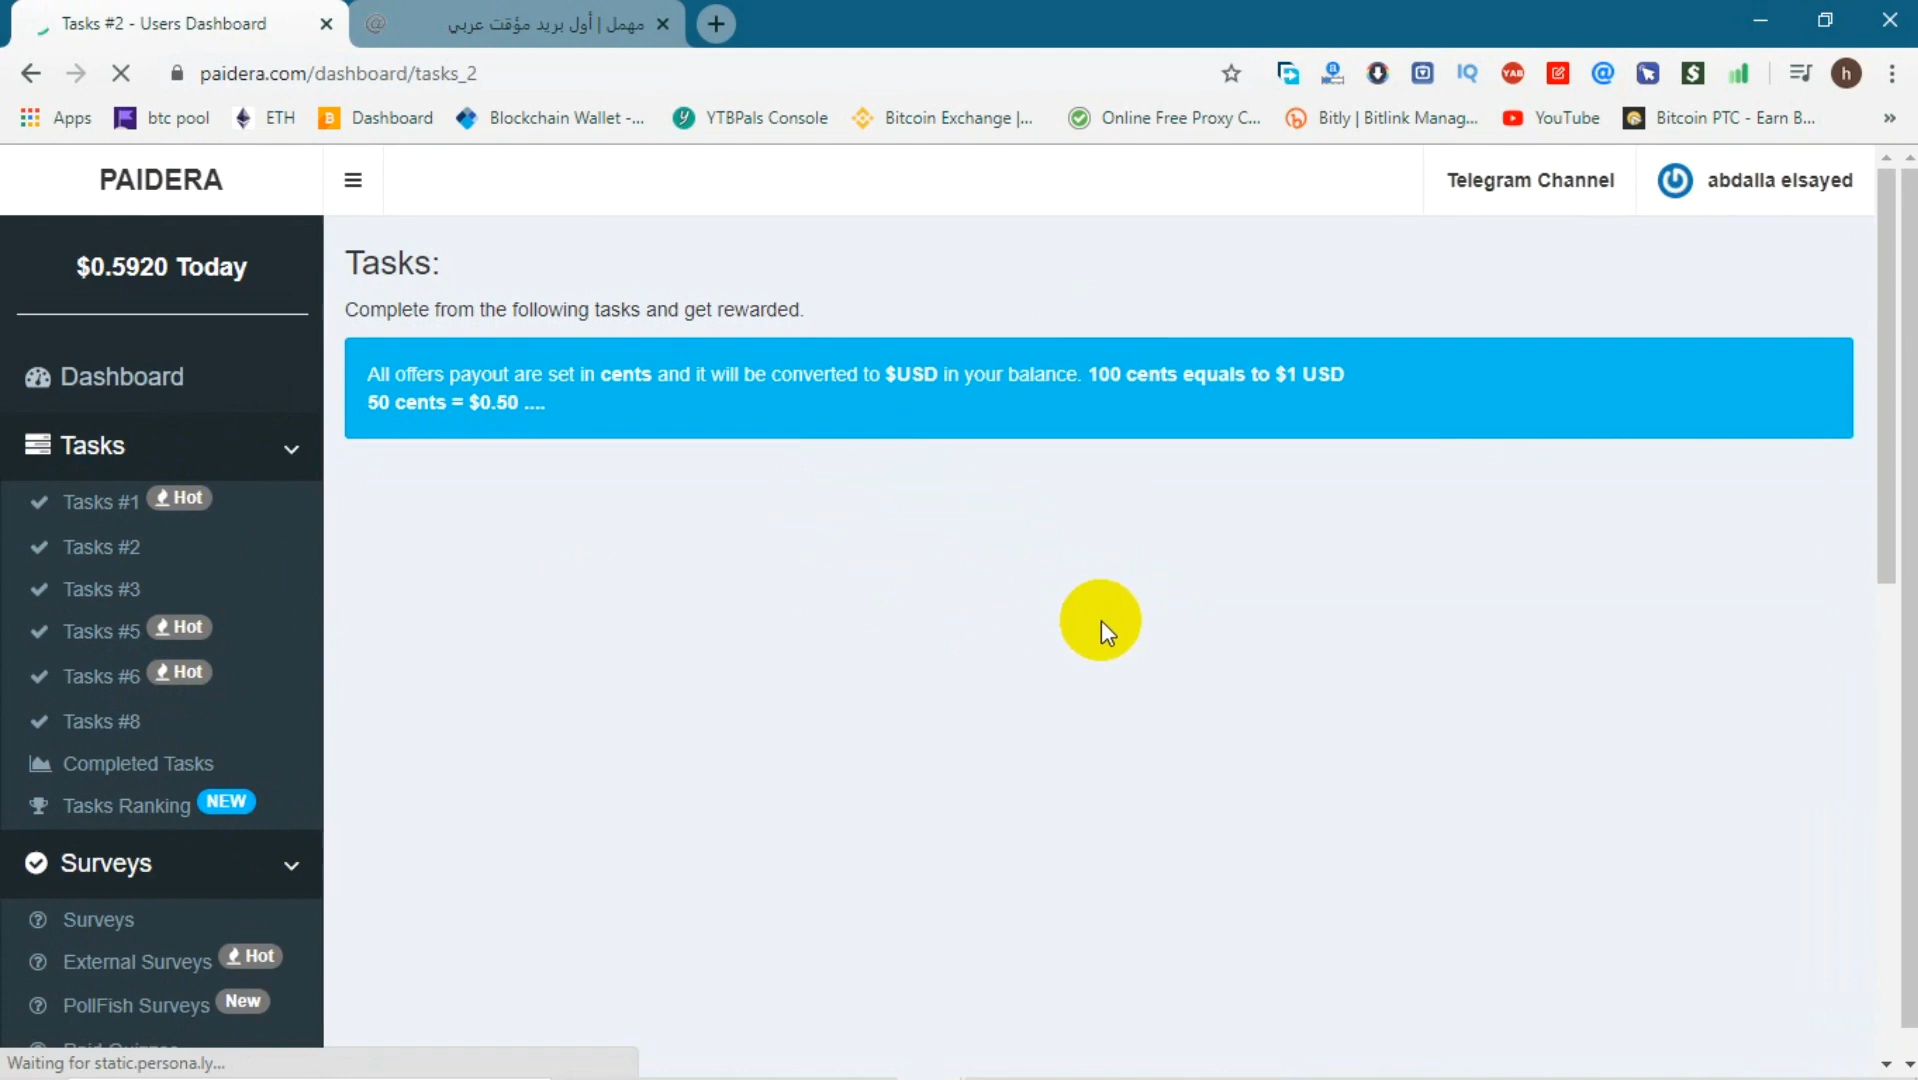 Tasks #2 - Users Dashboard
مهمل | أول بريد مؤقت عربي
paidera.com/dashboard/tasks_2
h
Apps
btc pool
ETH
Dashboard
Blockchain Wallet -...
YTBPals Console
Bitcoin Exchange |...
Online Free Proxy C...
Bitly | Bitlink Manag...
YouTube
Bitcoin PTC - Earn B...
PAIDERA
Telegram Channel
abdalla elsayed
$0.5920 Today
Tasks:
Complete from the following tasks and get rewarded.
All offers payout are set in cents and it will be converted to $USD in your balance. 100 cents equals to $1 USD
50 cents = $0.50 ....
Dashboard
Tasks
Tasks #1 Hot
Tasks #2
Tasks #3
Tasks #5 Hot
Tasks #6 Hot
Tasks #8
Completed Tasks
Tasks Ranking NEW
Surveys
Surveys
External Surveys Hot
PollFish Surveys New
Waiting for static.persona.ly...